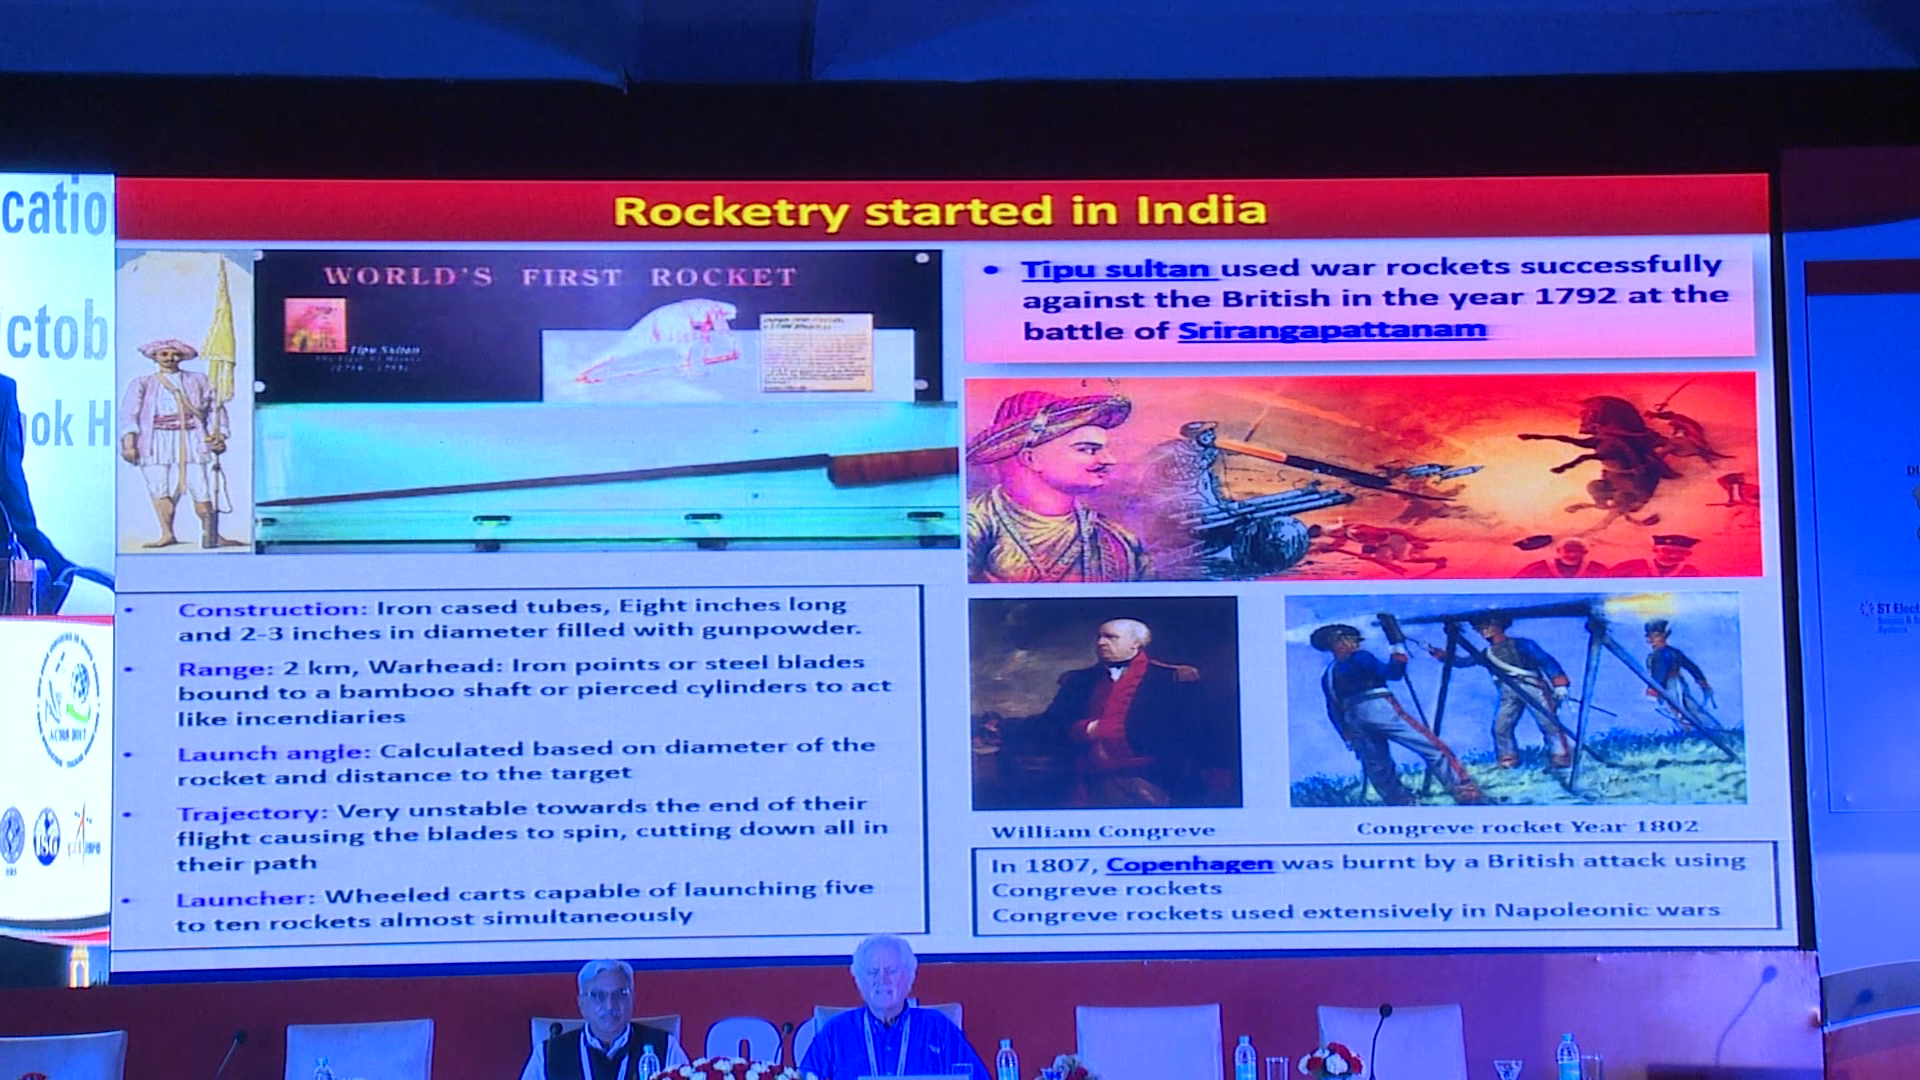 Rocketry started in India
catio
ctob
ok H
WORLD'S FIRST ROCKET
Tipu Sultan
• Tipu sultan used war rockets successfully
against the British in the year 1792 at the
battle of Srirangapattanam
• Construction: Iron cased tubes, Eight inches long
and 2-3 inches in diameter filled with gunpowder.
• Range: 2 km, Warhead: Iron points or steel blades
bound to a bamboo shaft or pierced cylinders to act
like incendiaries
• Launch angle: Calculated based on diameter of the
rocket and distance to the target
• Trajectory: Very unstable towards the end of their
flight causing the blades to spin, cutting down all in
their path
• Launcher: Wheeled carts capable of launching five
to ten rockets almost simultaneously
William Congreve
Congreve rocket Year 1802
In 1807, Copenhagen was burnt by a British attack using
Congreve rockets
Congreve rockets used extensively in Napoleonic wars
ST Elect